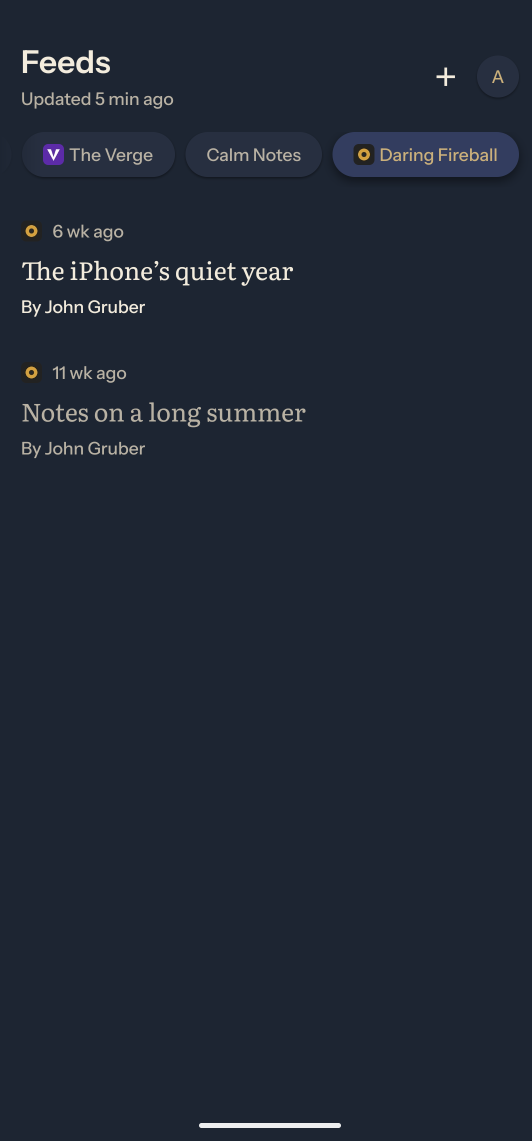 Feeds
Updated 5 min ago
A
The Verge
Calm Notes
Daring Fireball
6 wk ago
The iPhone’s quiet year
By John Gruber
11 wk ago
Notes on a long summer
By John Gruber